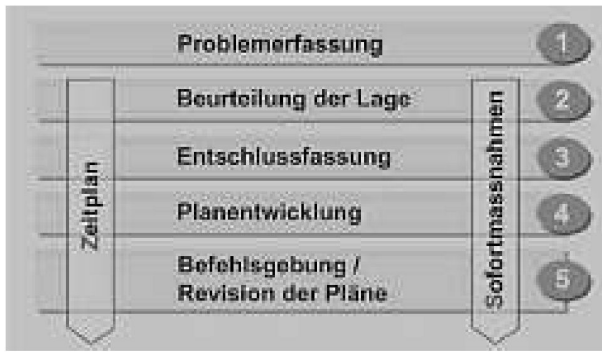 Problemerfassung 1
Beurteilung der Lage 2
Entschlussfassung 3
Planentwicklung 4
Befehlsgebung /
Revision der Pläne 5
Zeitplan
Sofortmassnahmen